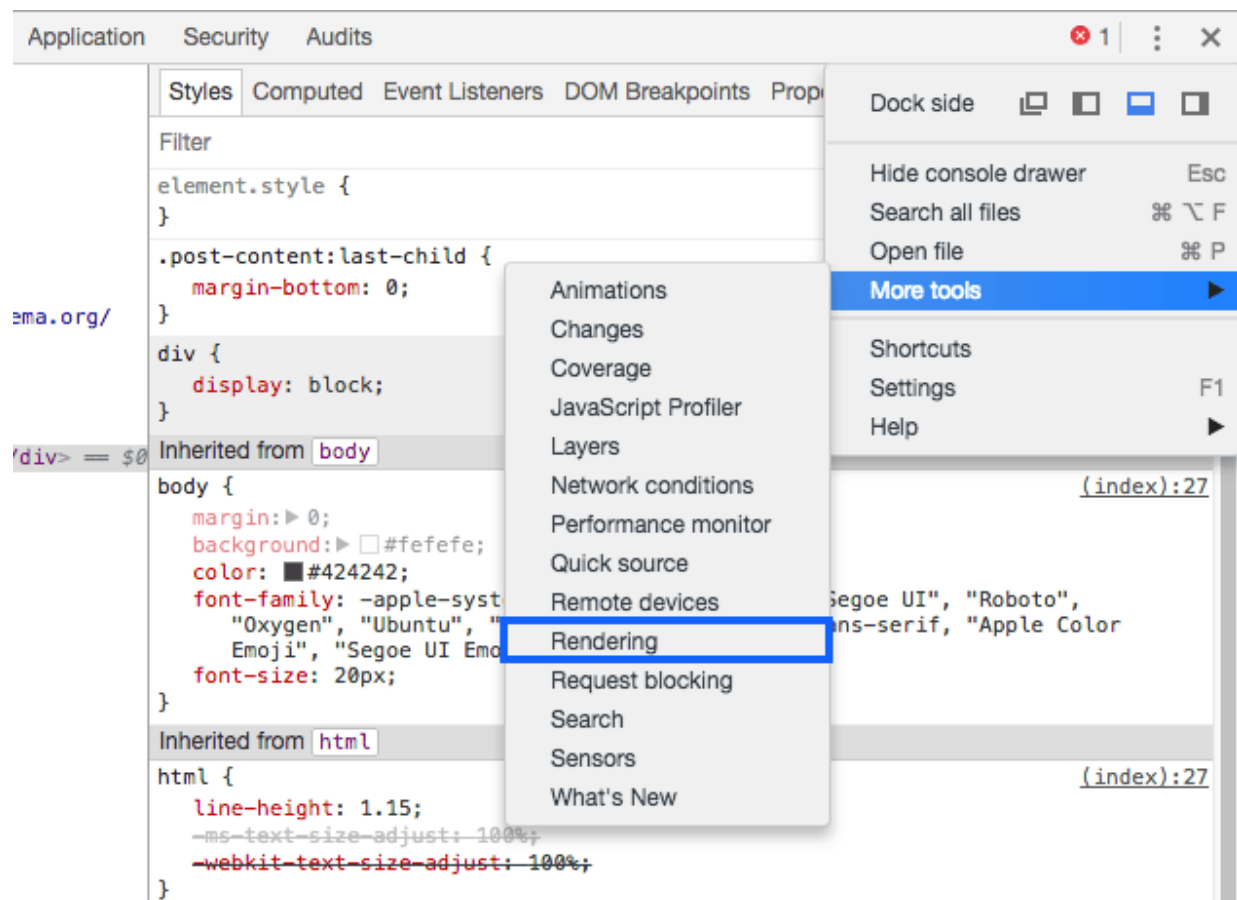 Application Security Audits 1
Styles Computed Event Listeners DOM Breakpoints
Filter
element.style {
}
.post-content:last-child {
margin-bottom: 0;
}
ema.org/
div {
display: block;
}
/div> == $0
Inherited from body
body {
(index):27
margin: 0;
background: #fefefe;
color: #424242;
font-family: -apple-syst
Segoe UI", "Roboto",
"Oxygen", "Ubuntu", "
ans-serif, "Apple Color
Emoji", "Segoe UI Emo
font-size: 20px;
}
Inherited from html
html {
(index):27
line-height: 1.15;
-ms-text-size-adjust: 100%;
-webkit-text-size-adjust: 100%;
}
Dock side
Hide console drawer Esc
Search all files ⌘ ⌥ F
Open file ⌘ P
More tools ▶
Shortcuts
Settings F1
Help ▶
Animations
Changes
Coverage
JavaScript Profiler
Layers
Network conditions
Performance monitor
Quick source
Remote devices
Rendering
Request blocking
Search
Sensors
What's New